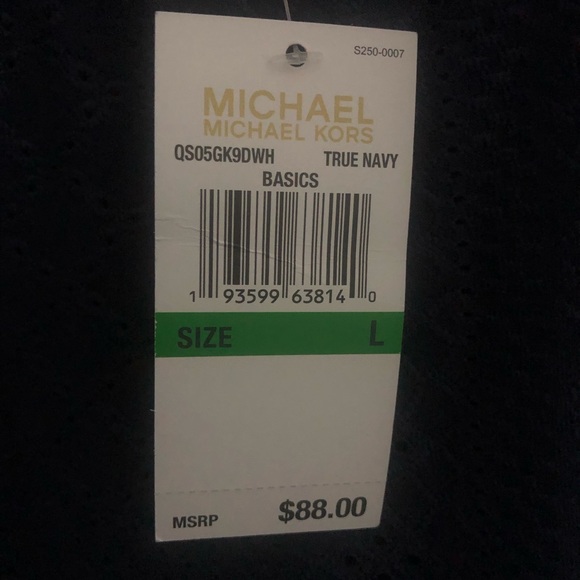 S250-0007
MICHAEL
MICHAEL KORS
QS05GK9DWH TRUE NAVY
BASICS
1 93599 63814 0
SIZE L
MSRP $88.00